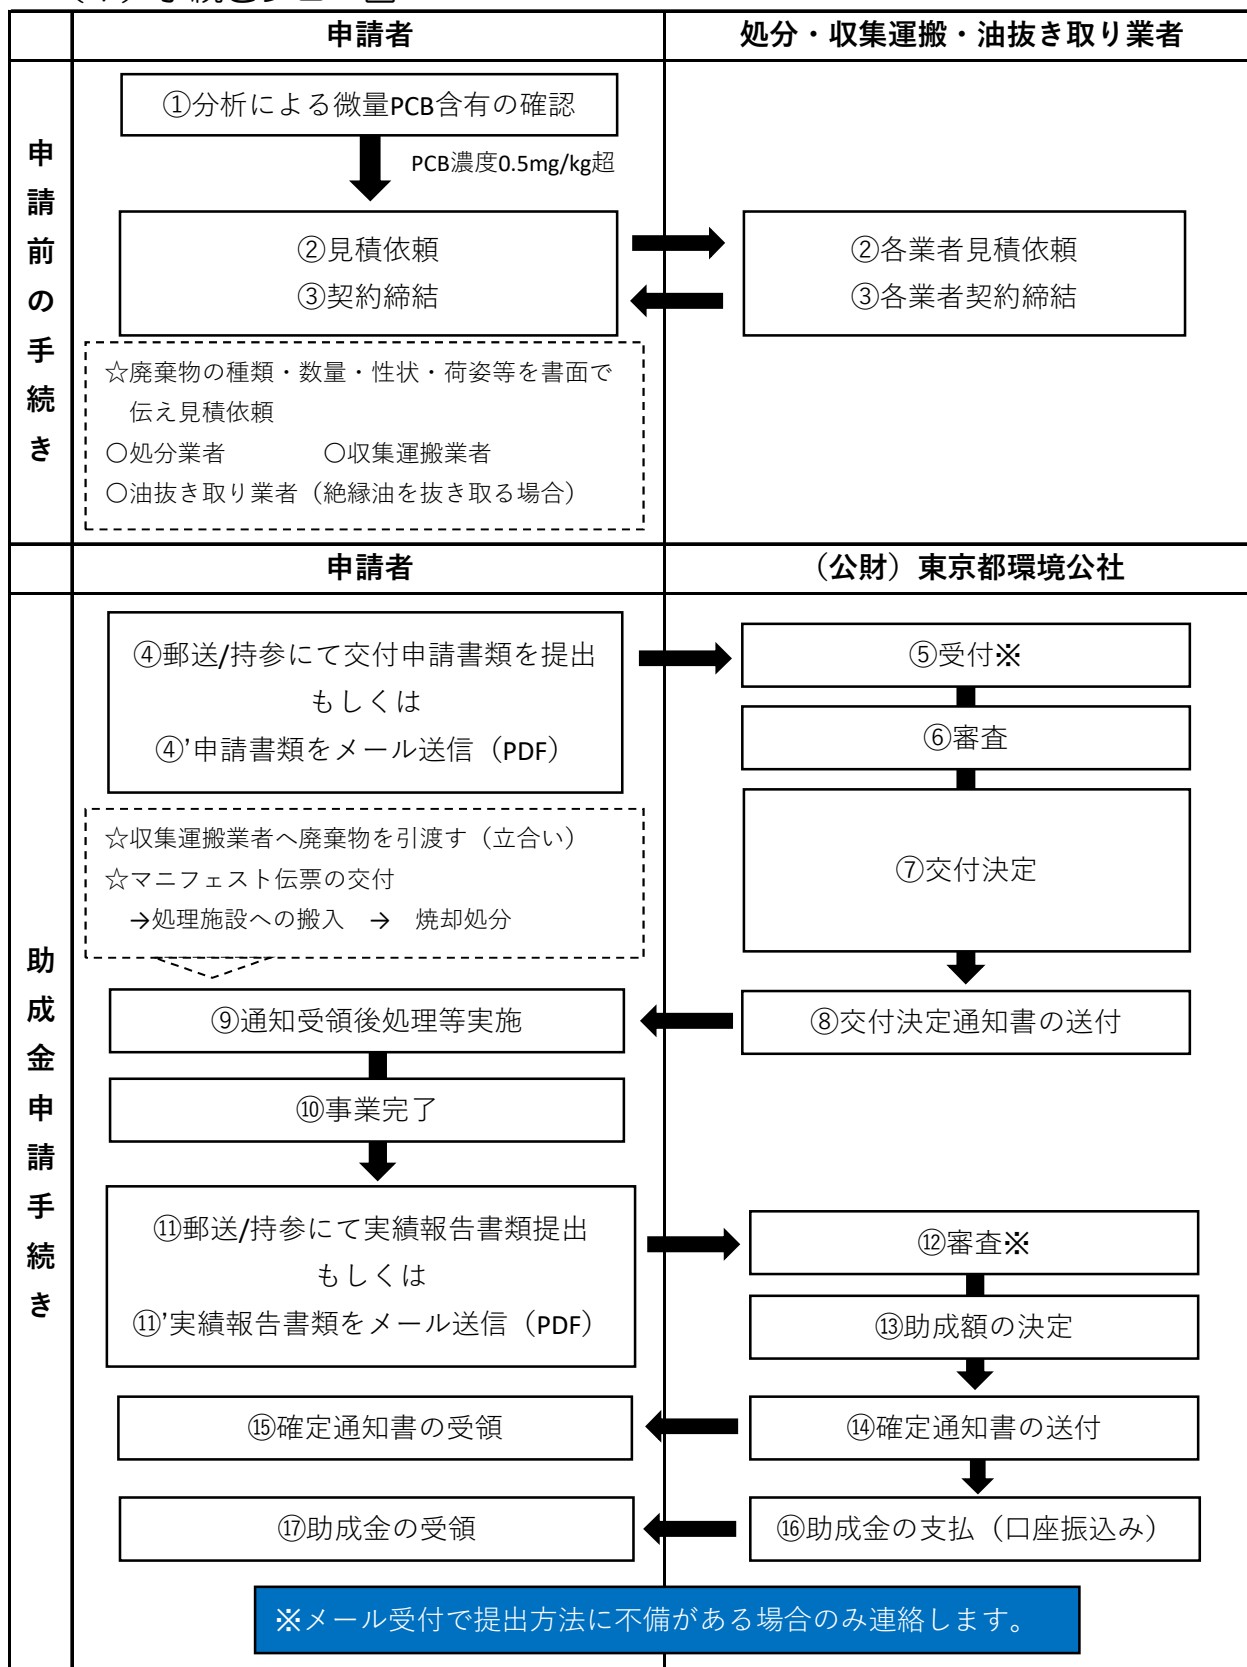 申請者
処分・収集運搬・油抜き取り業者
申請前の手続き
①分析による微量PCB含有の確認
PCB濃度0.5mg/kg超
②見積依頼
③契約締結
②各業者見積依頼
③各業者契約締結
☆廃棄物の種類・数量・性状・荷姿等を書面で
伝え見積依頼
○処分業者　　　　○収集運搬業者
○油抜き取り業者（絶縁油を抜き取る場合）
申請者
（公財）東京都環境公社
助成金申請手続き
④郵送/持参にて交付申請書類を提出
もしくは
④’申請書類をメール送信（PDF）
⑤受付※
⑥審査
⑦交付決定
☆収集運搬業者へ廃棄物を引渡す（立合い）
☆マニフェスト伝票の交付
→処理施設への搬入　→　焼却処分
⑧交付決定通知書の送付
⑨通知受領後処理等実施
⑩事業完了
⑪郵送/持参にて実績報告書類提出
もしくは
⑪’実績報告書類をメール送信（PDF）
⑫審査※
⑬助成額の決定
⑭確定通知書の送付
⑮確定通知書の受領
⑯助成金の支払（口座振込み）
⑰助成金の受領
※メール受付で提出方法に不備がある場合のみ連絡します。